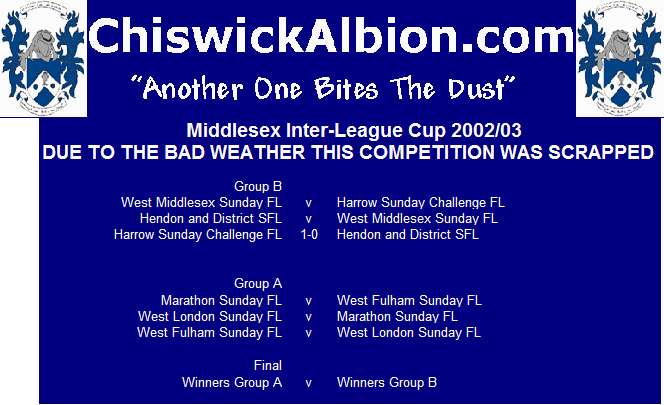 ChiswickAlbion.com
"Another One Bites The Dust"
Middlesex Inter-League Cup 2002/03
DUE TO THE BAD WEATHER THIS COMPETITION WAS SCRAPPED
Group B
West Middlesex Sunday FL v Harrow Sunday Challenge FL
Hendon and District SFL v West Middlesex Sunday FL
Harrow Sunday Challenge FL 1-0 Hendon and District SFL
Group A
Marathon Sunday FL v West Fulham Sunday FL
West London Sunday FL v Marathon Sunday FL
West Fulham Sunday FL v West London Sunday FL
Final
Winners Group A v Winners Group B